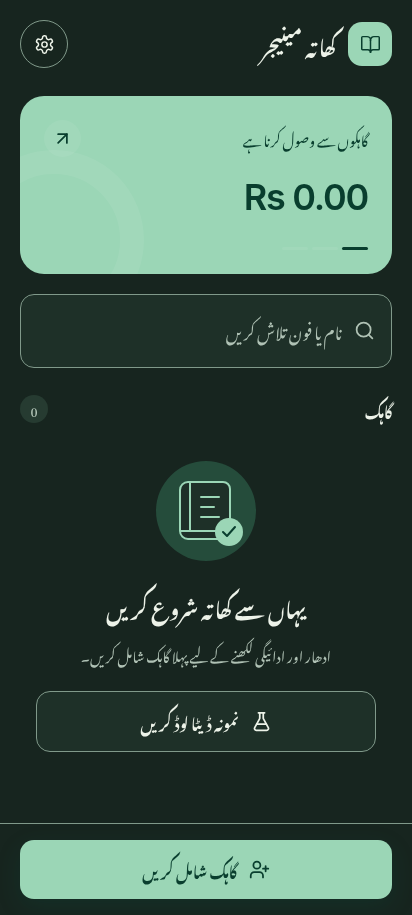 کھاتہ مینیجر
گاہکوں سے وصول کرنا ہے
Rs 0.00
نام یا فون تلاش کریں
گاہک
0
یہاں سے کھاتہ شروع کریں
ادھار اور ادائیگی لکھنے کے لیے پہلا گاہک شامل کریں۔
نمونہ ڈیٹا لوڈ کریں
گاہک شامل کریں